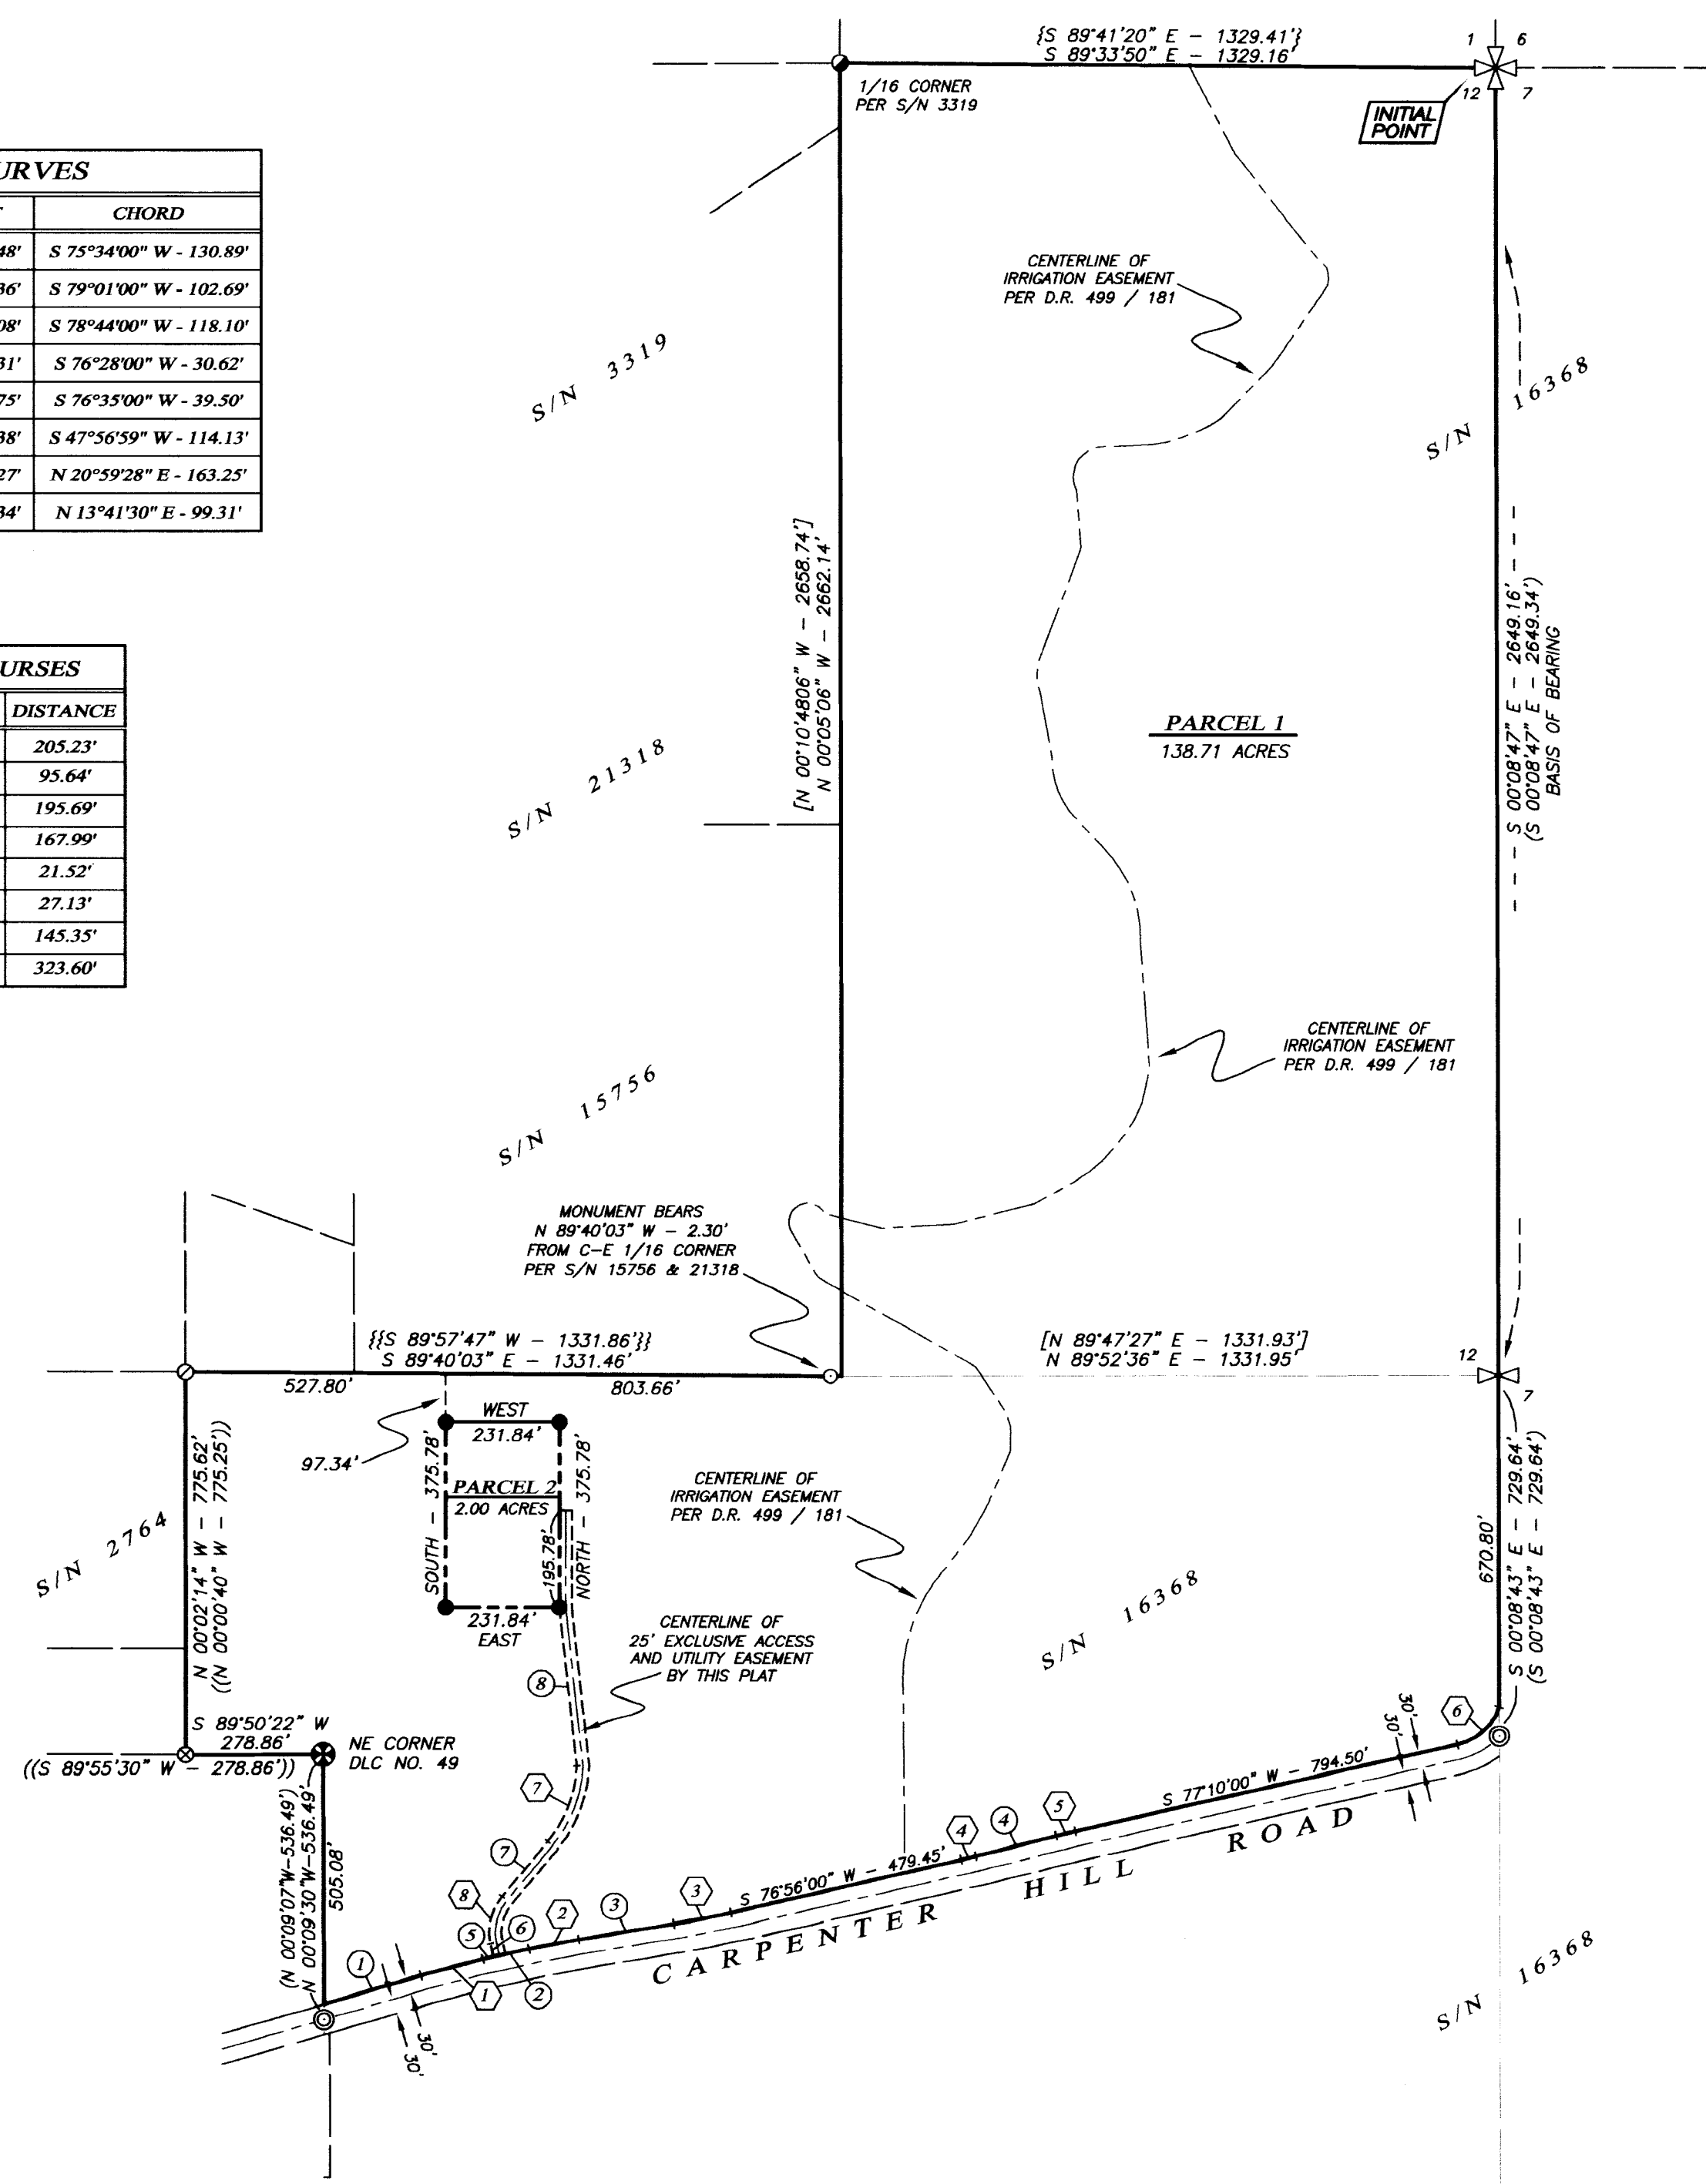 {S 89°41'20" E - 1329.41'}
S 89°33'50" E - 1329.16'
1 6
12 7
INITIAL
POINT
1/16 CORNER
PER S/N 3319
URVES
CHORD
48' S 75°34'00" W - 130.89'
36' S 79°01'00" W - 102.69'
08' S 78°44'00" W - 118.10'
31' S 76°28'00" W - 30.62'
75' S 76°35'00" W - 39.50'
38' S 47°56'59" W - 114.13'
27' N 20°59'28" E - 163.25'
34' N 13°41'30" E - 99.31'
URSES
DISTANCE
205.23'
95.64'
195.69'
167.99'
21.52'
27.13'
145.35'
323.60'
CENTERLINE OF
IRRIGATION EASEMENT
PER D.R. 499 / 181
S/N 3319
S/N 16368
[N 00°10'4806" W - 2658.74']
N 00°05'06" W - 2662.14'
S 00°08'47" E - 2649.16'
(S 00°08'47" E - 2649.34')
BASIS OF BEARING
PARCEL 1
138.71 ACRES
S/N 21318
CENTERLINE OF
IRRIGATION EASEMENT
PER D.R. 499 / 181
S/N 15756
MONUMENT BEARS
N 89°40'03" W - 2.30'
FROM C-E 1/16 CORNER
PER S/N 15756 & 21318
{{S 89°57'47" W - 1331.86'}}
S 89°40'03" E - 1331.46'
527.80' 803.66'
[N 89°47'27" E - 1331.93']
N 89°52'36" E - 1331.95'
12
7
WEST
231.84'
97.34'
SOUTH - 375.78'
NORTH - 375.78'
PARCEL 2
2.00 ACRES
195.78'
231.84'
EAST
N 00°02'14" W - 775.62'
((N 00°00'40" W - 775.25'))
S/N 2764
CENTERLINE OF
IRRIGATION EASEMENT
PER D.R. 499 / 181
670.80'
S 00°08'43" E - 729.64'
(S 00°08'43" E - 729.64')
S/N 16368
CENTERLINE OF
25' EXCLUSIVE ACCESS
AND UTILITY EASEMENT
BY THIS PLAT
8
S 89°50'22" W
278.86'
((S 89°55'30" W - 278.86'))
NE CORNER
DLC NO. 49
(N 00°09'07"W-536.49')
N 00°09'30"W-536.49'
505.08'
7
7
8
5
6
1
1
2
2
3
3
S 76°56'00" W - 479.45'
4
4
5
S 77°10'00" W - 794.50'
30'
30'
6
CARPENTER HILL ROAD
30'
30'
S/N 16368